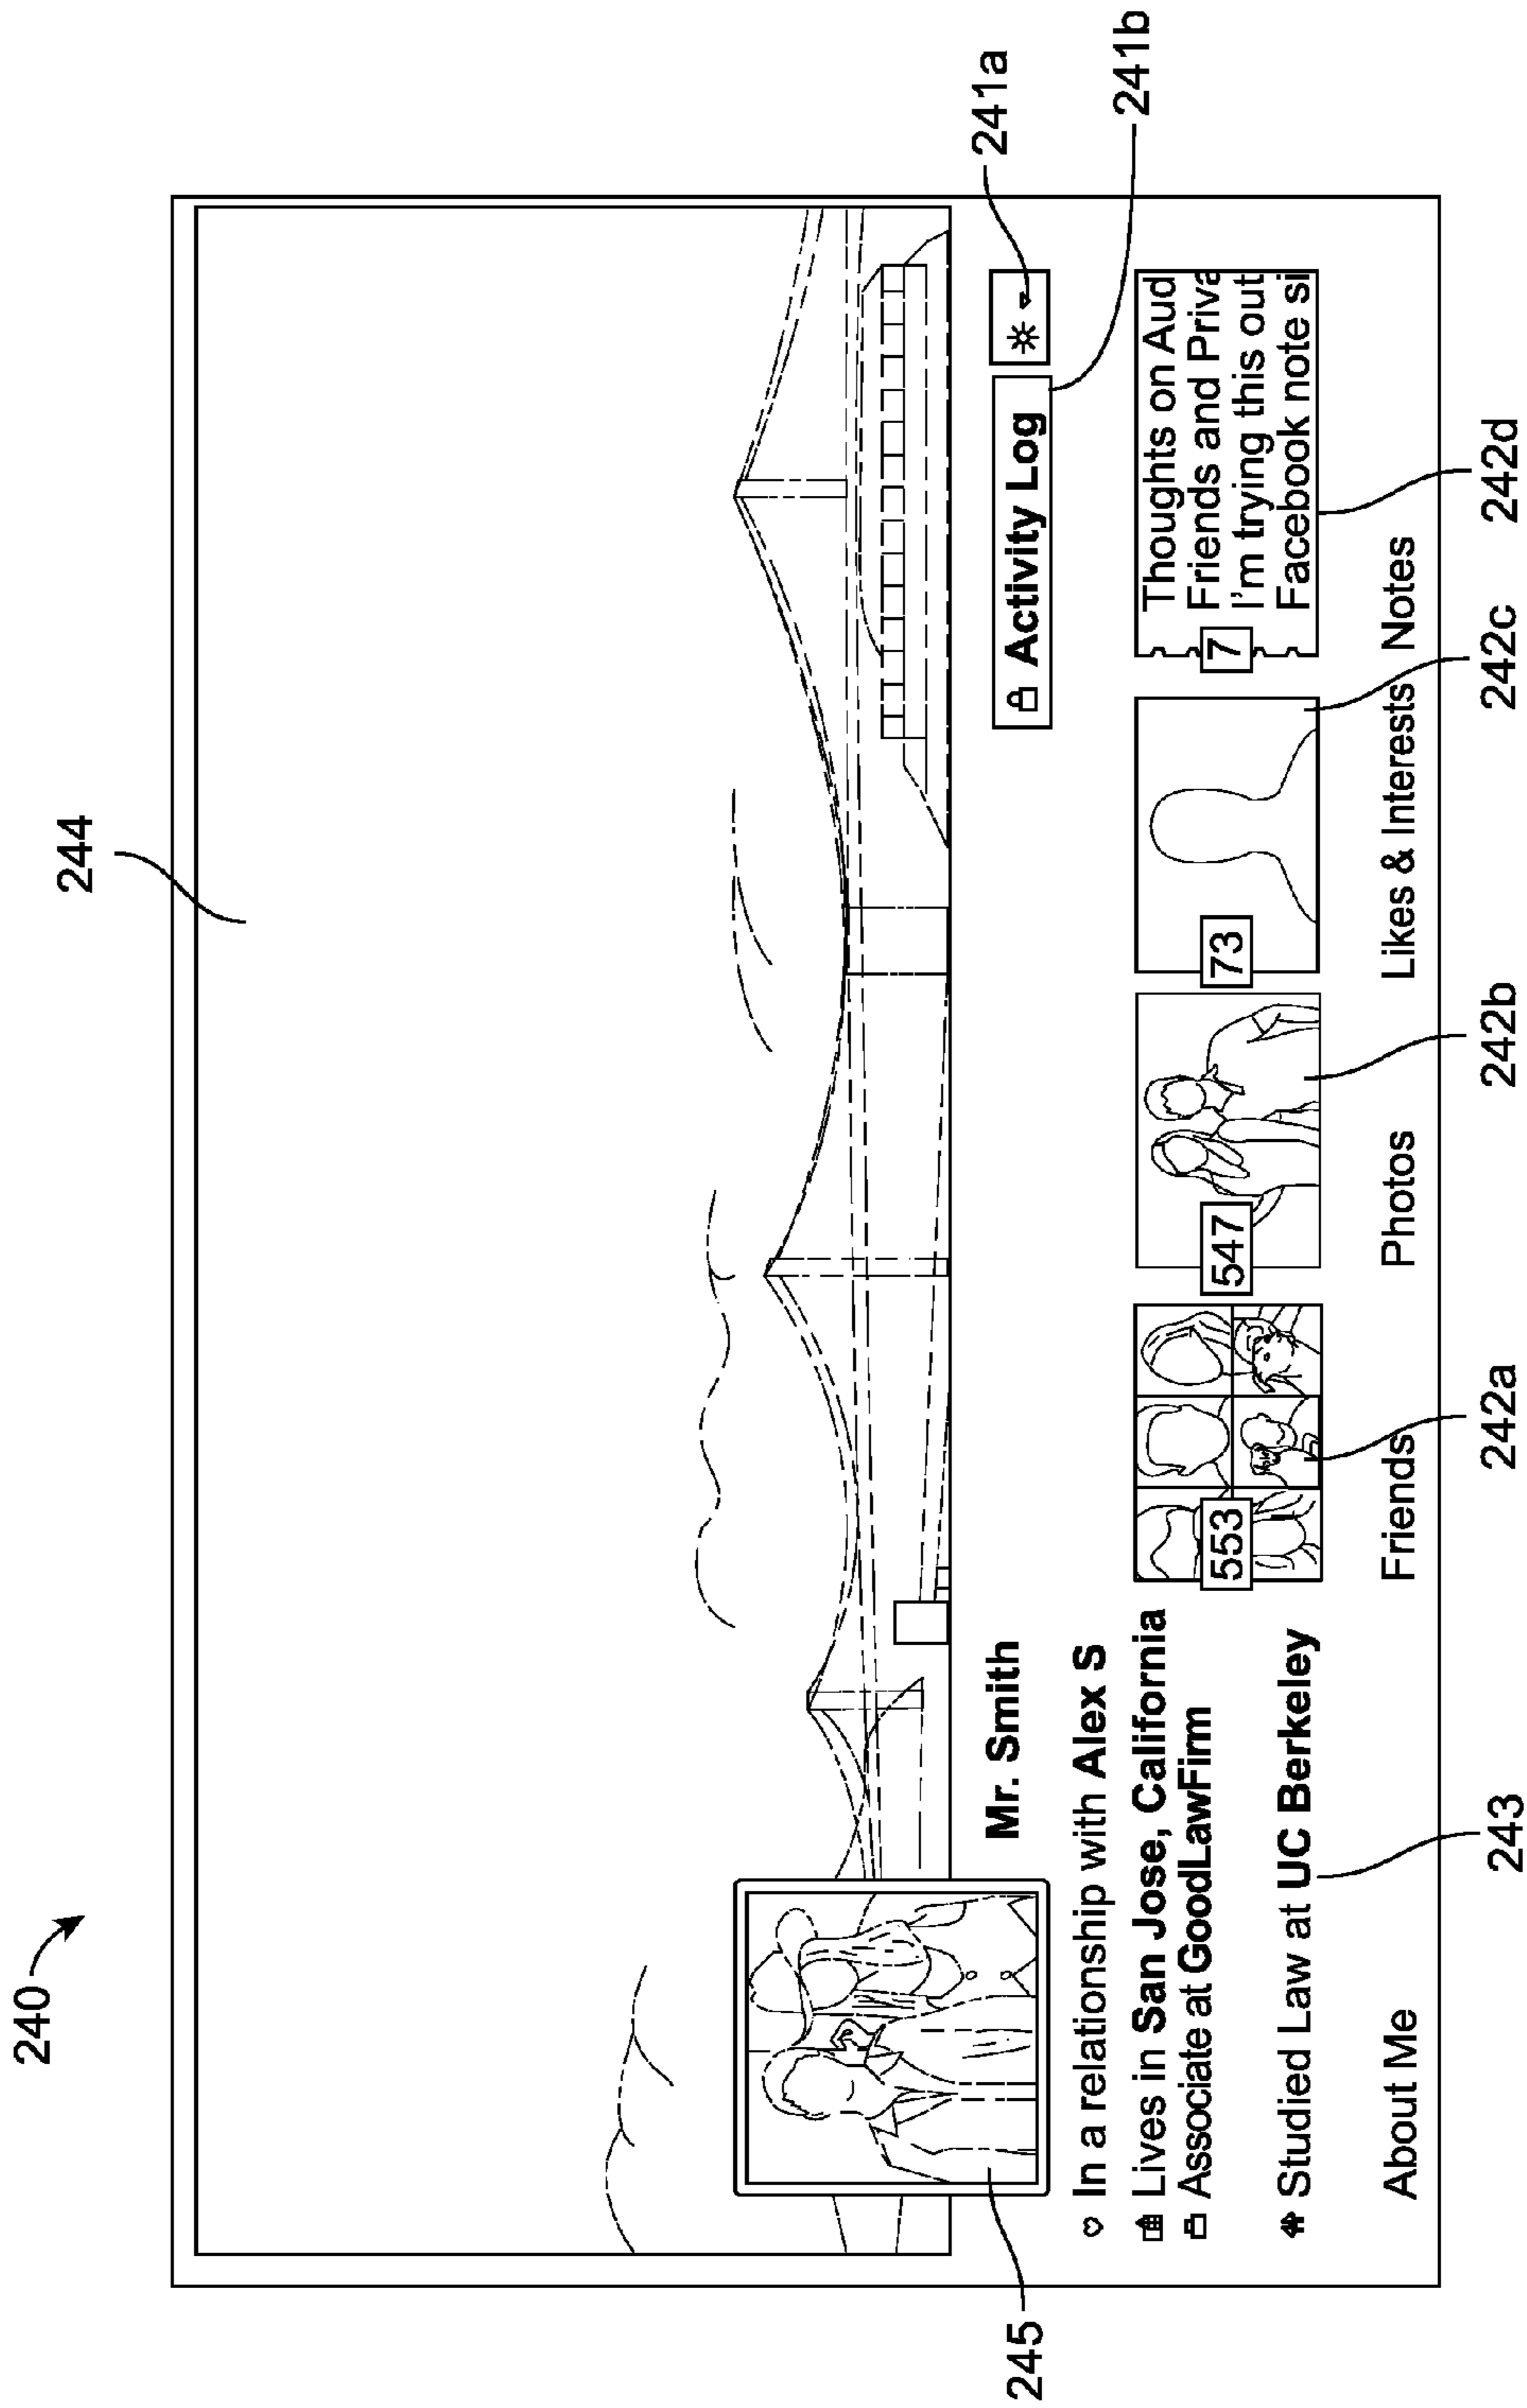 240
244
241a
241b
245
Mr. Smith
Activity Log
In a relationship with Alex S
Lives in San Jose, California
Associate at GoodLawFirm
Studied Law at UC Berkeley
About Me
243
553
Friends
242a
547
Photos
242b
73
Likes & Interests
242c
7
Thoughts on Aud
Friends and Priva
I'm trying this out
Facebook note si
Notes
242d